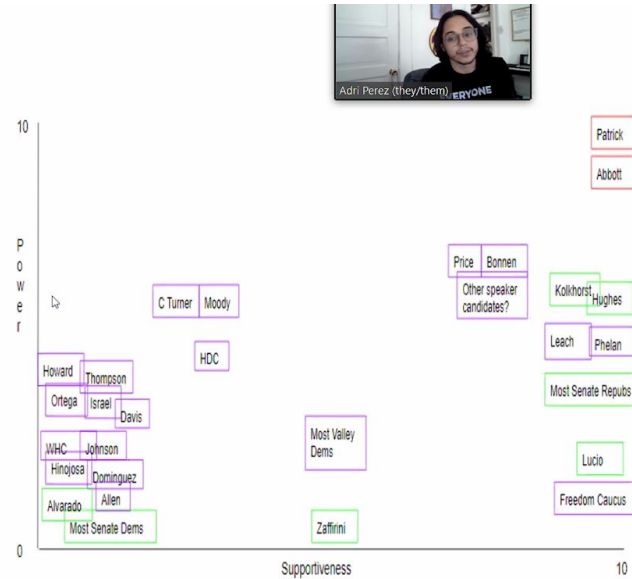 Adri Perez (they/them)
EVERYONE
10
Patrick
Abbott
Power
Price
Bonnen
Other speaker
candidates?
Kolkhorst
Hughes
C Turner
Moody
HDC
Leach
Phelan
Howard
Thompson
Most Senate Repubs
Ortega
Israel
Davis
Most Valley
Dems
WHC
Johnson
Lucio
Hinojosa
Dominguez
Alvarado
Allen
Freedom Caucus
Most Senate Dems
Zaffirini
0
Supportiveness
10